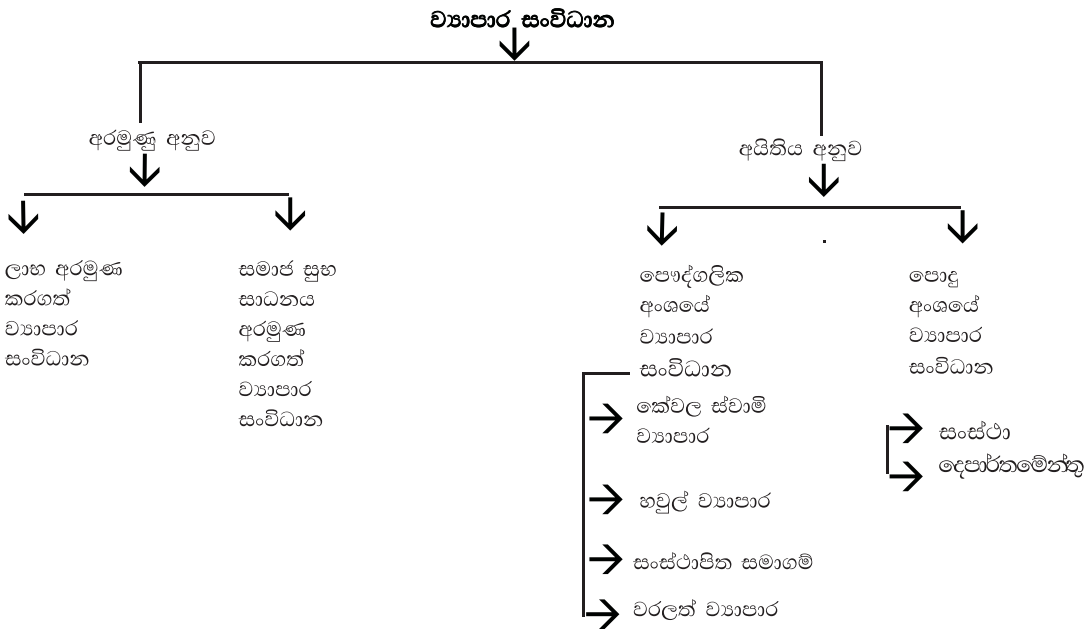 ව්‍යාපාර සංවිධාන
අරමුණු අනුව
අයිතිය අනුව
ලාභ අරමුණ
කරගත්
ව්‍යාපාර
සංවිධාන
සමාජ සුභ
සාධනය
අරමුණ
කරගත්
ව්‍යාපාර
සංවිධාන
පෞද්ගලික
අංශයේ
ව්‍යාපාර
සංවිධාන
කේවල ස්වාමි
ව්‍යාපාර
හවුල් ව්‍යාපාර
සංස්ථාපිත සමාගම්
වරලත් ව්‍යාපාර
පොදු
අංශයේ
ව්‍යාපාර
සංවිධාන
සංස්ථා
දෙපාර්තමේන්තු